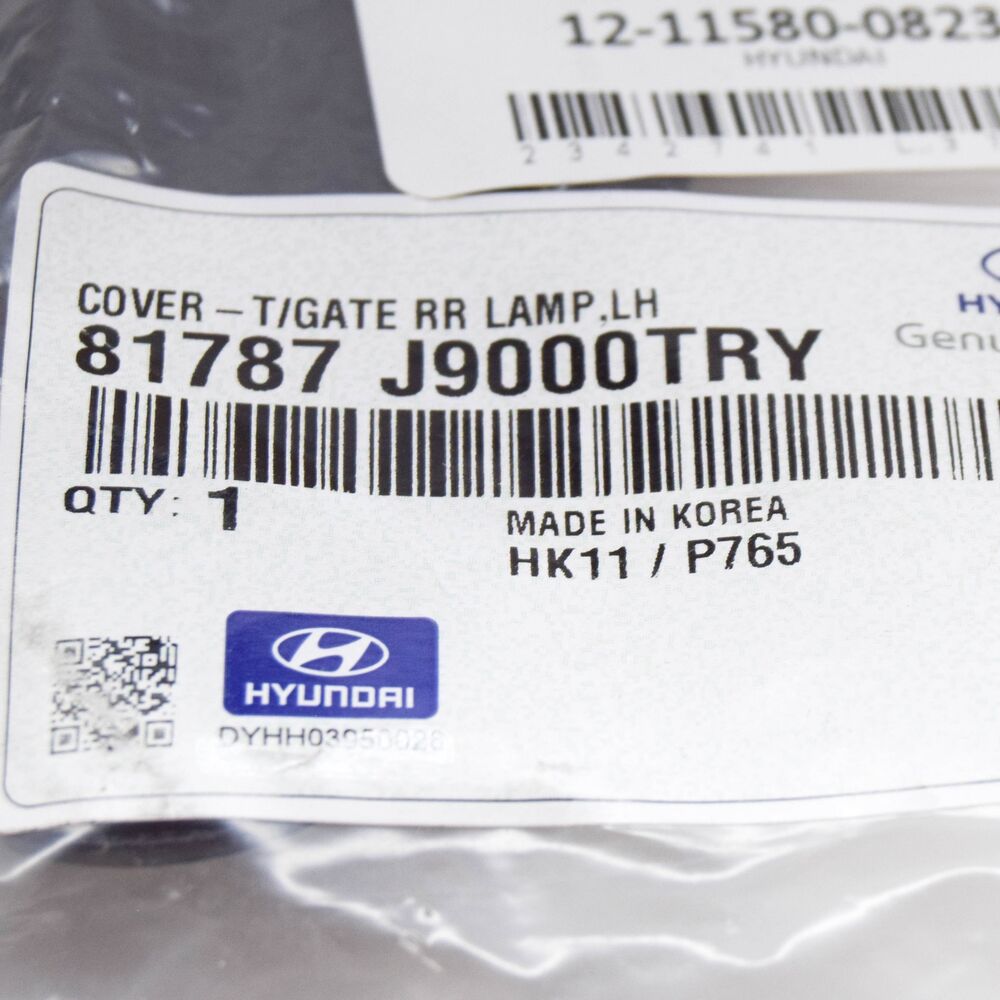 12-11580-0823
HYUNDAI
2342741
COVER-T/GATE RR LAMP,LH
81787 J9000TRY
QTY: 1
MADE IN KOREA
HK11 / P765
HYUNDAI
DYHH03950028